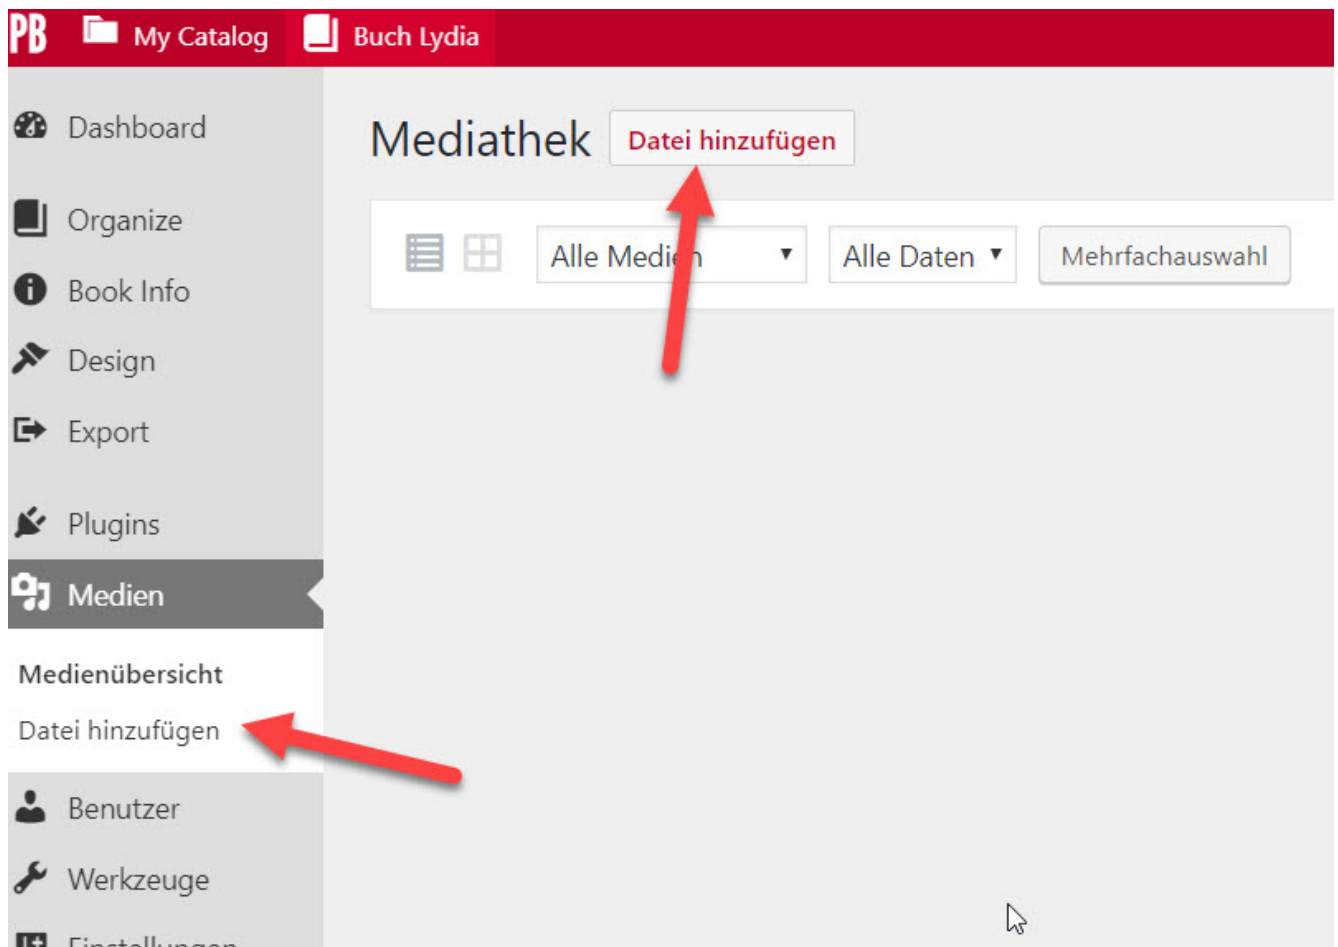 PB My Catalog Buch Lydia
Dashboard
Organize
Book Info
Design
Export
Plugins
Medien
Medienübersicht
Datei hinzufügen
Benutzer
Werkzeuge
Einstellungen
Mediathek Datei hinzufügen
Alle Medien Alle Daten Mehrfachauswahl